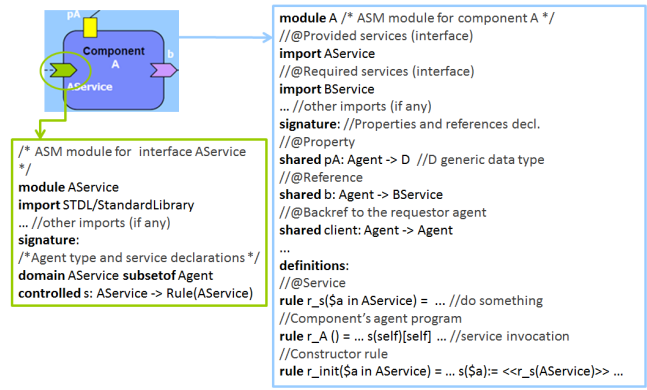 pA
Component
A
b
AService
/* ASM module for interface AService
*/
module AService
import STDL/StandardLibrary
... //other imports (if any)
signature:
/*Agent type and service declarations */
domain AService subsetof Agent
controlled s: AService -> Rule(AService)
module A /* ASM module for component A */
//@Provided services (interface)
import AService
//@Required services (interface)
import BService
... //other imports (if any)
signature: //Properties and references decl.
//@Property
shared pA: Agent -> D //D generic data type
//@Reference
shared b: Agent -> BService
//@Backref to the requestor agent
shared client: Agent -> Agent
...
definitions:
//@Service
rule r_s($a in AService) = ... //do something
//Component's agent program
rule r_A () = ... s(self)[self] ... //service invocation
//Constructor rule
rule r_init($a in AService) = ... s($a):= <<r_s(AService)>> ...